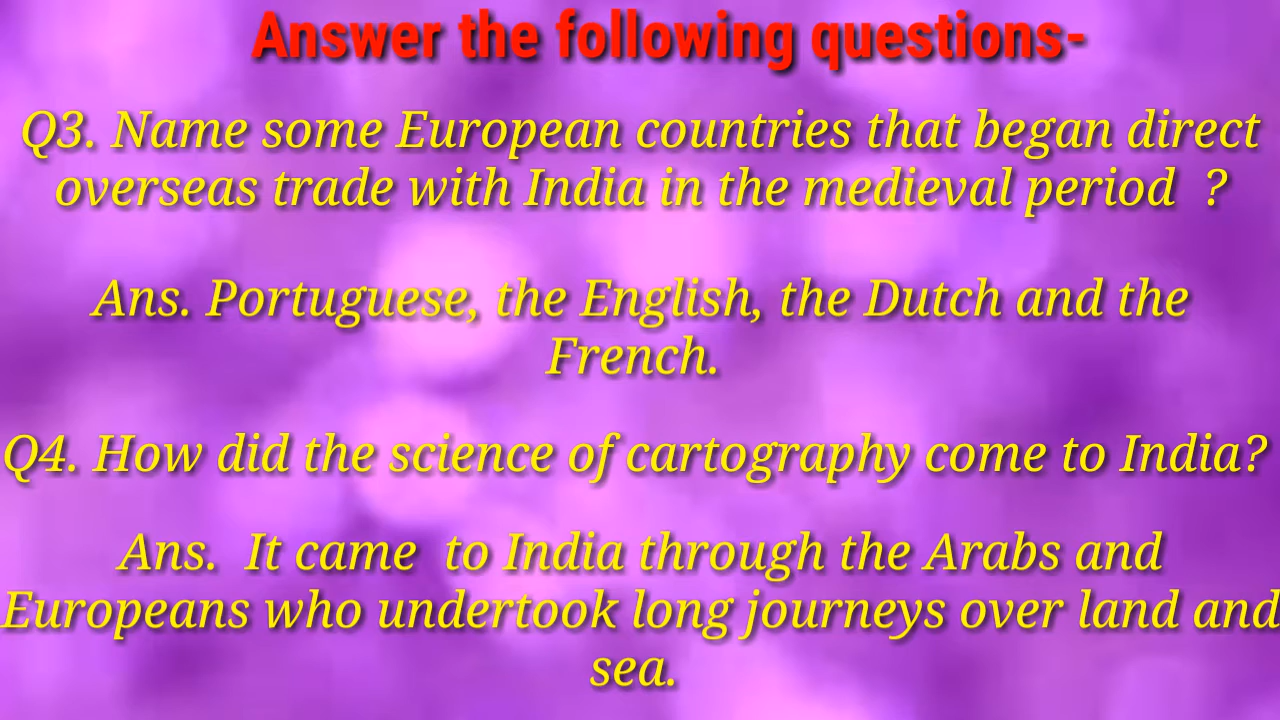 Answer the following questions-
Q3. Name some European countries that began direct
overseas trade with India in the medieval period ?
Ans. Portuguese, the English, the Dutch and the
French.
Q4. How did the science of cartography come to India?
Ans. It came to India through the Arabs and
Europeans who undertook long journeys over land and
sea.